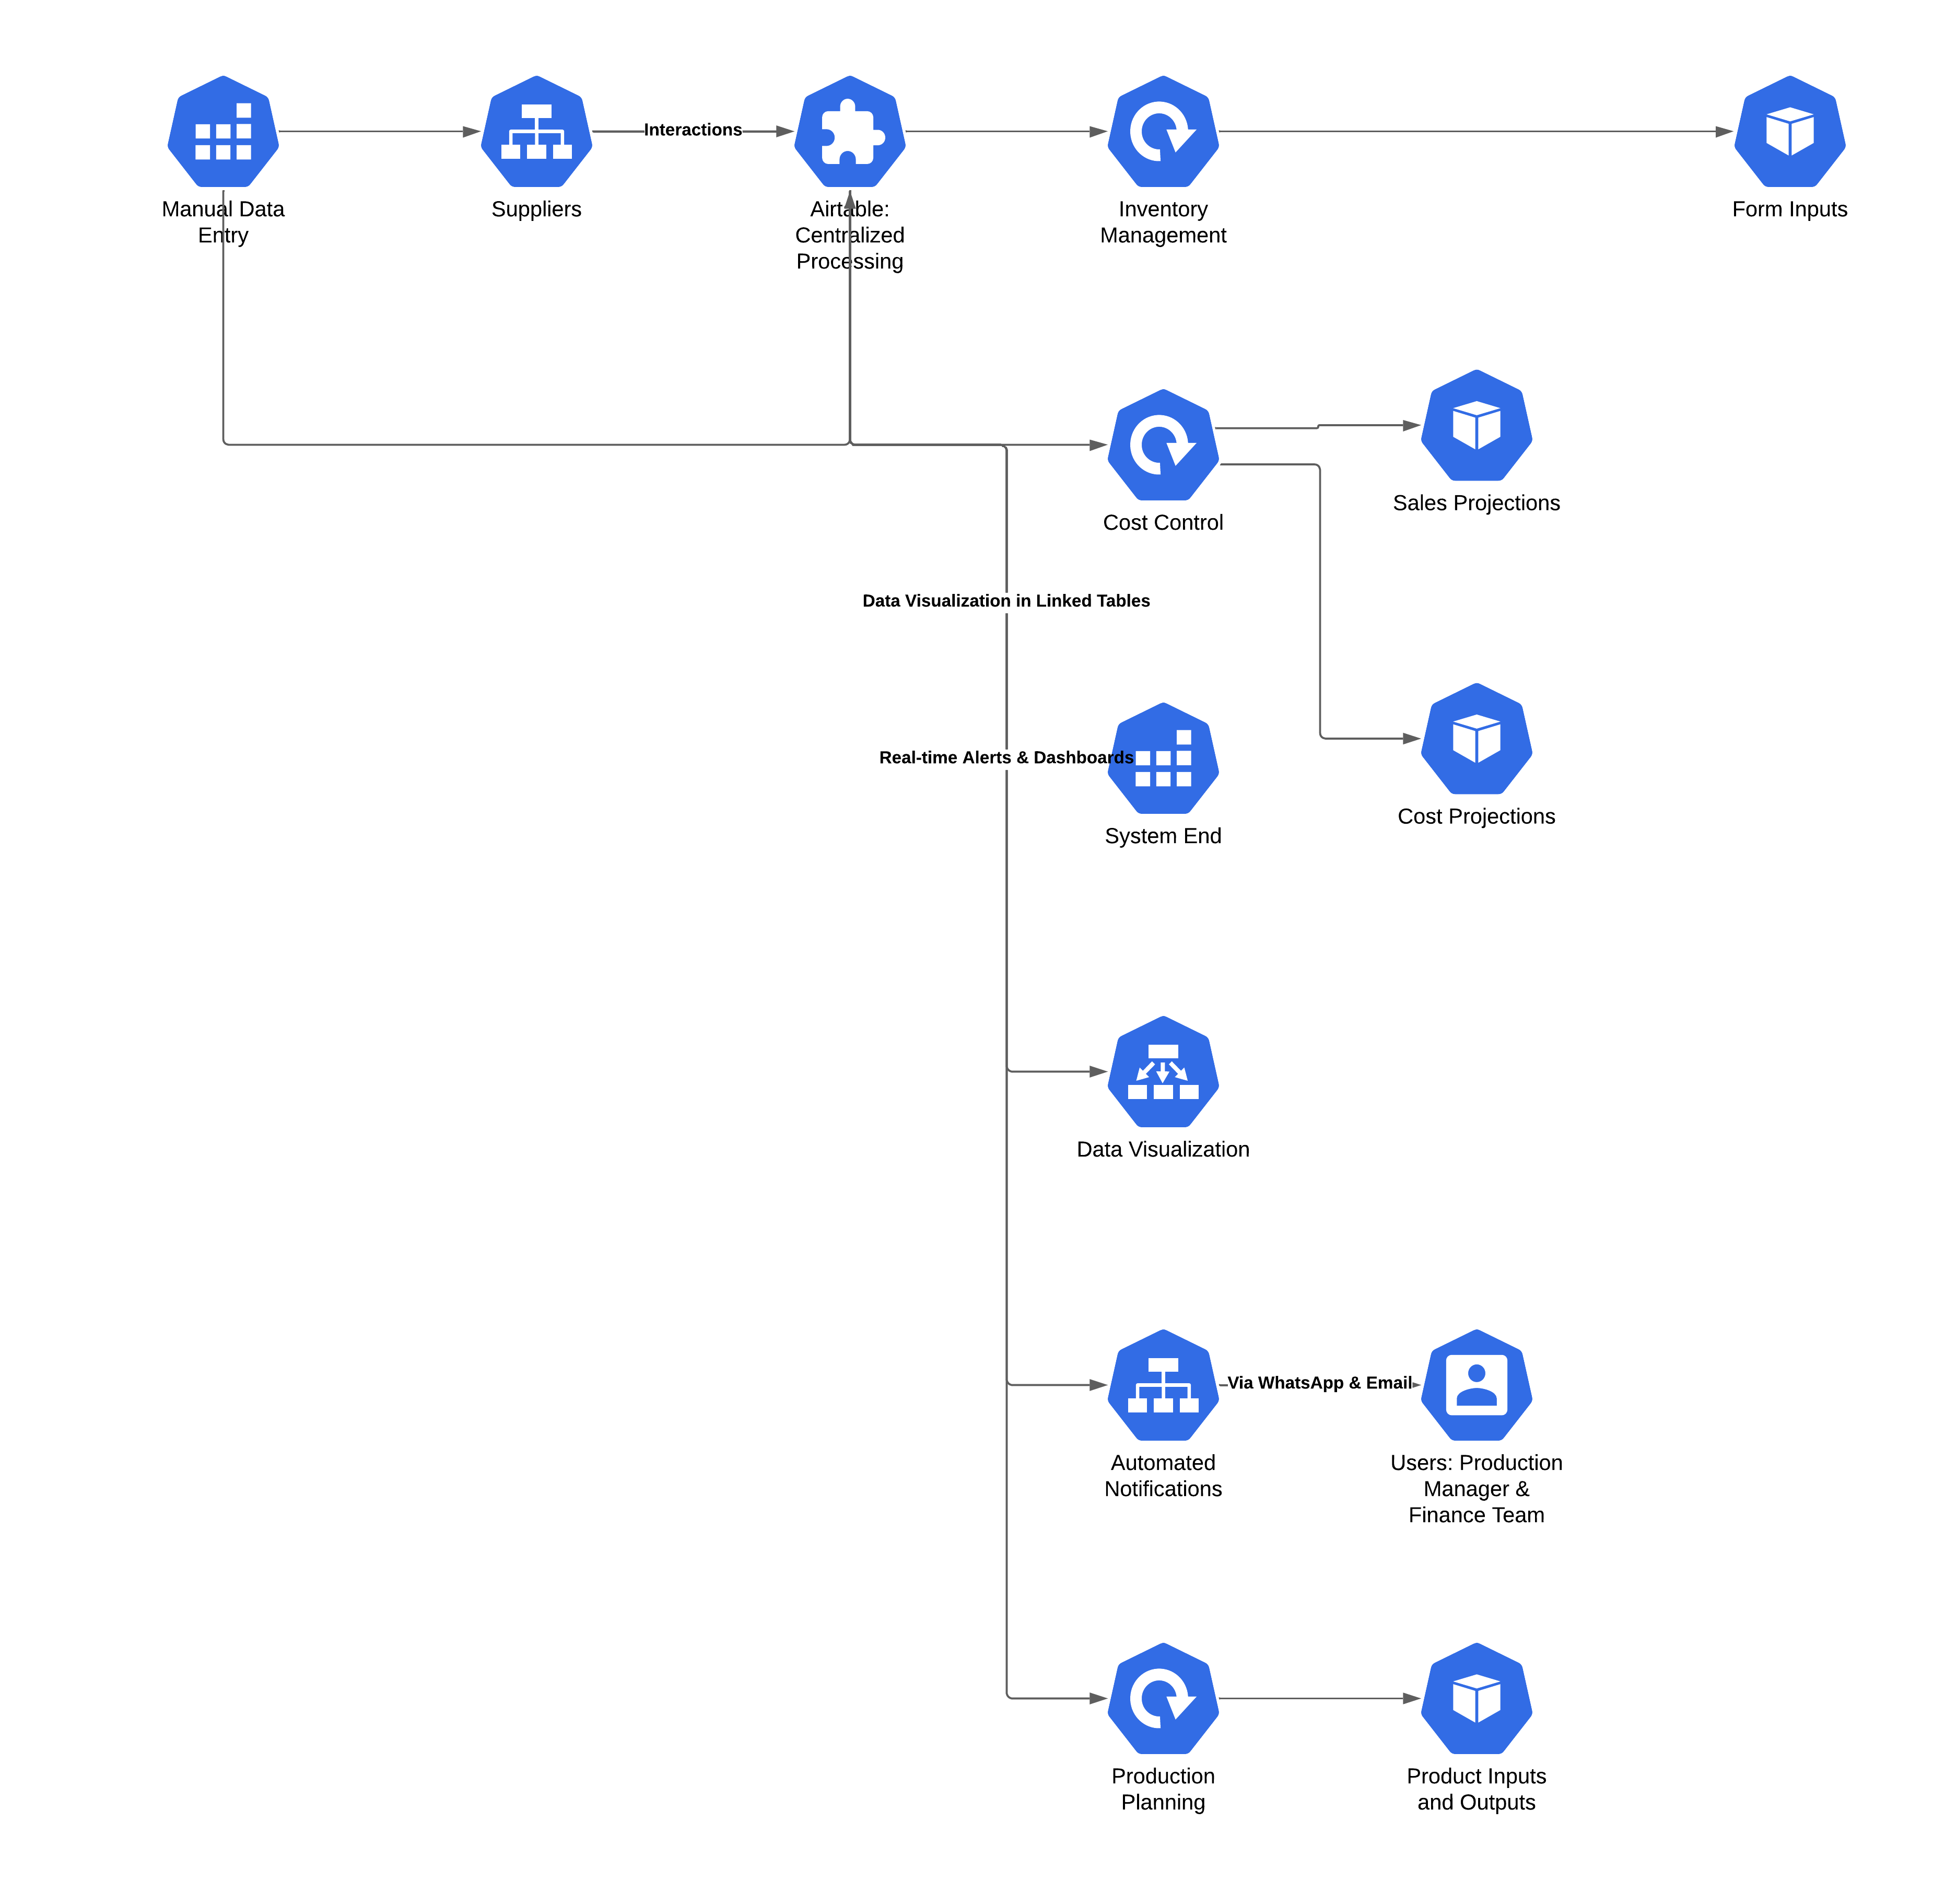 Interactions
Manual Data
Entry
Suppliers
Airtable:
Centralized
Processing
Inventory
Management
Form Inputs
Sales Projections
Cost Control
Data Visualization in Linked Tables
Real-time Alerts & Dashboards
Cost Projections
System End
Data Visualization
Via WhatsApp & Email
Automated
Notifications
Users: Production
Manager &
Finance Team
Production
Planning
Product Inputs
and Outputs